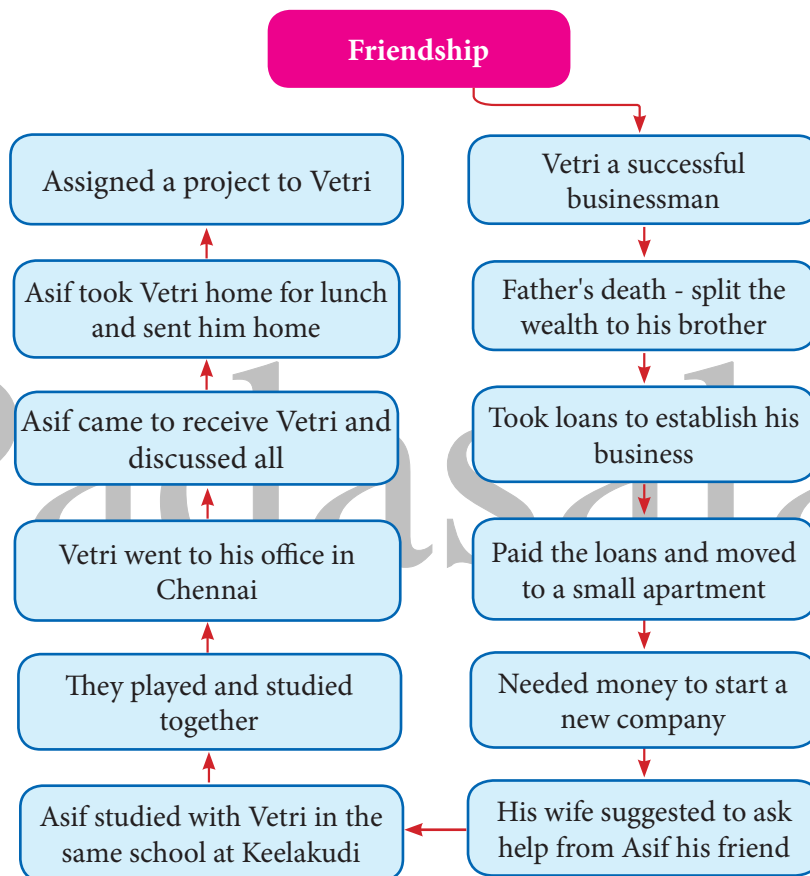 Friendship
Vetri a successful
businessman
Father's death - split the
wealth to his brother
Took loans to establish his
business
Paid the loans and moved
to a small apartment
Needed money to start a
new company
His wife suggested to ask
help from Asif his friend
Asif studied with Vetri in the
same school at Keelakudi
They played and studied
together
Vetri went to his office in
Chennai
Asif came to receive Vetri and
discussed all
Asif took Vetri home for lunch
and sent him home
Assigned a project to Vetri